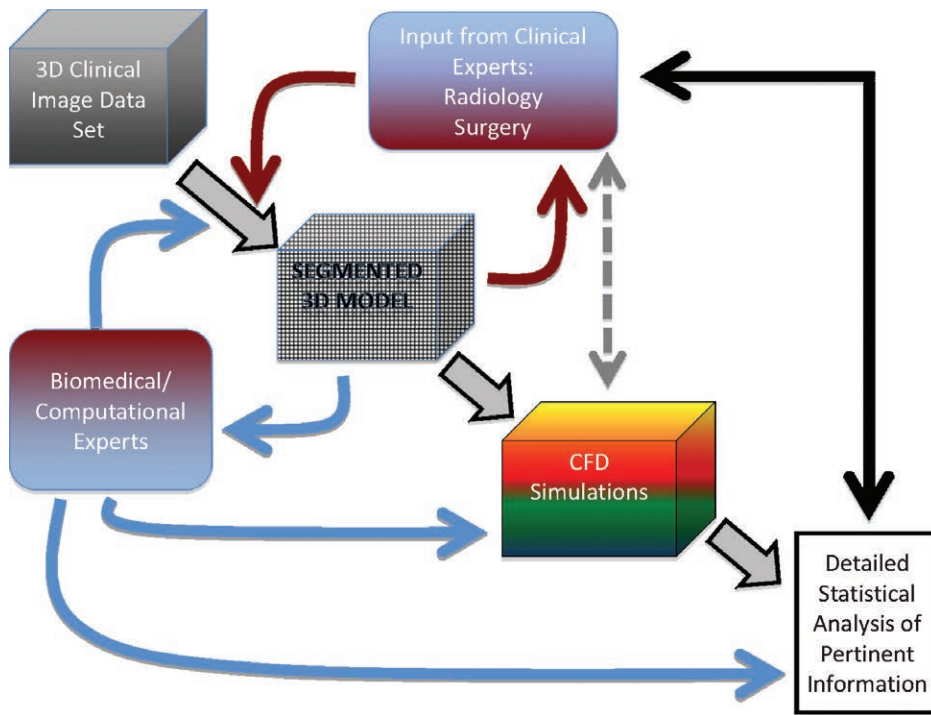 3D Clinical
Image Data
Set
Input from Clinical
Experts:
Radiology
Surgery
SEGMENTED
3D MODEL
Biomedical/
Computational
Experts
CFD
Simulations
Detailed
Statistical
Analysis of
Pertinent
Information